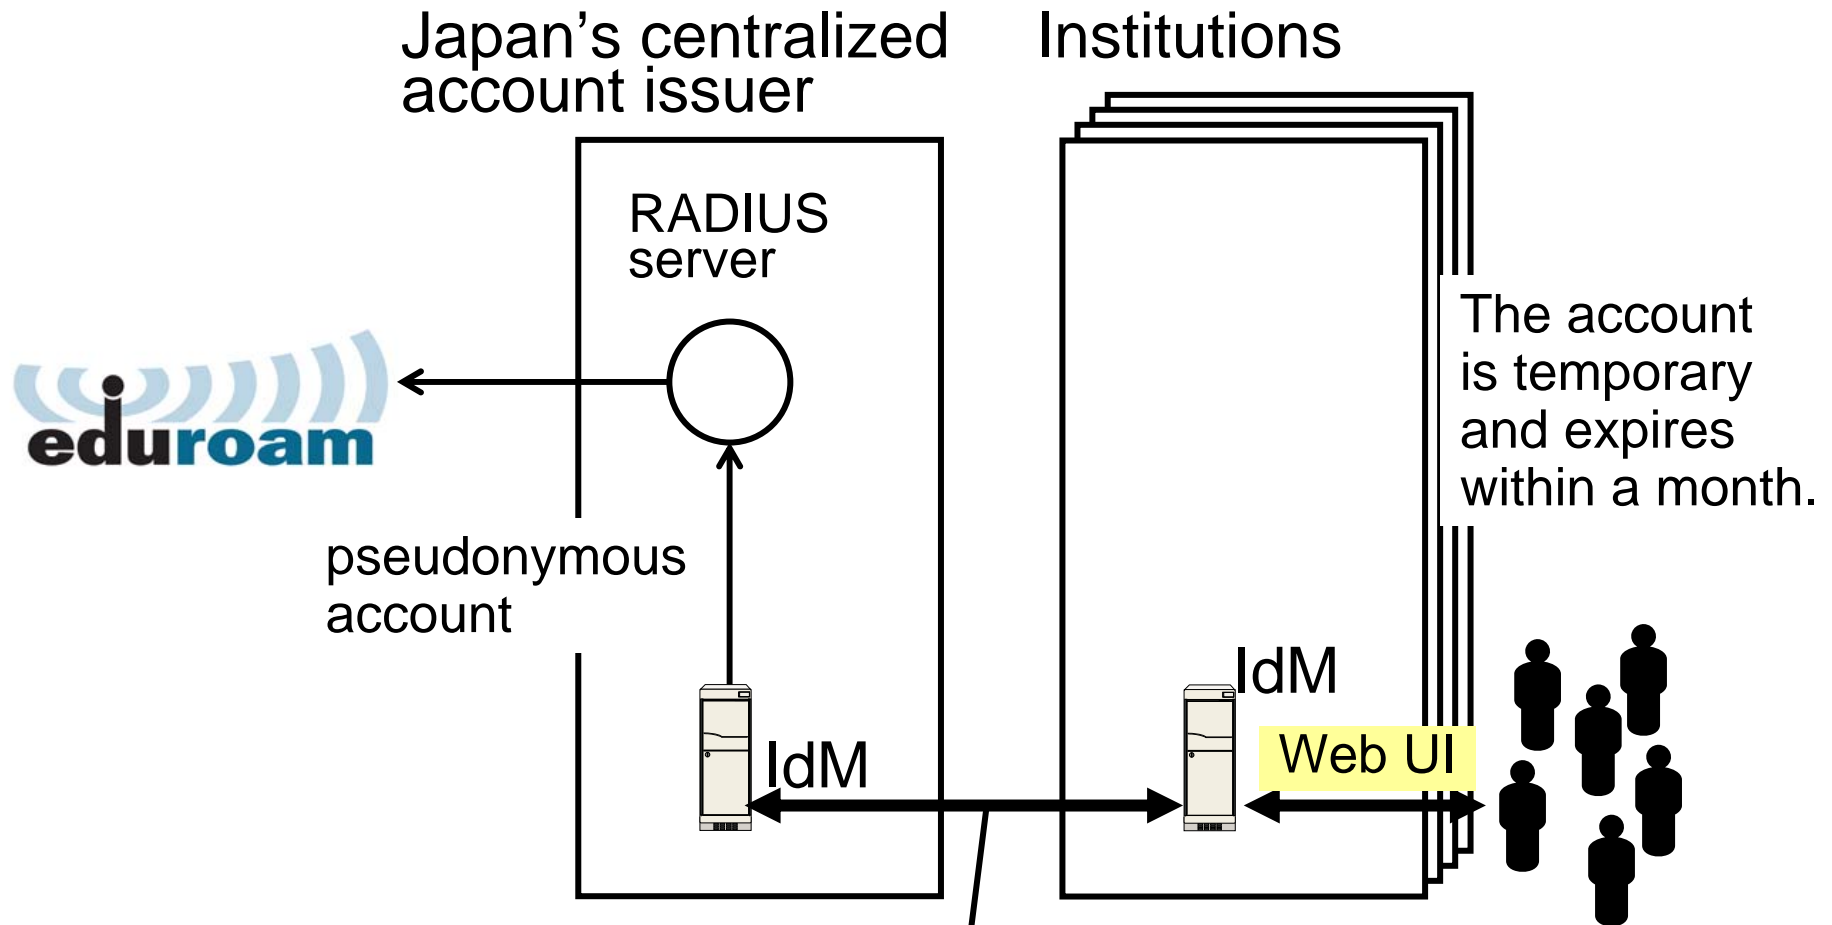 Japan’s centralized
account issuer
Institutions
RADIUS
server
eduroam
The account
is temporary
and expires
within a month.
pseudonymous
account
IdM
Web UI
IdM